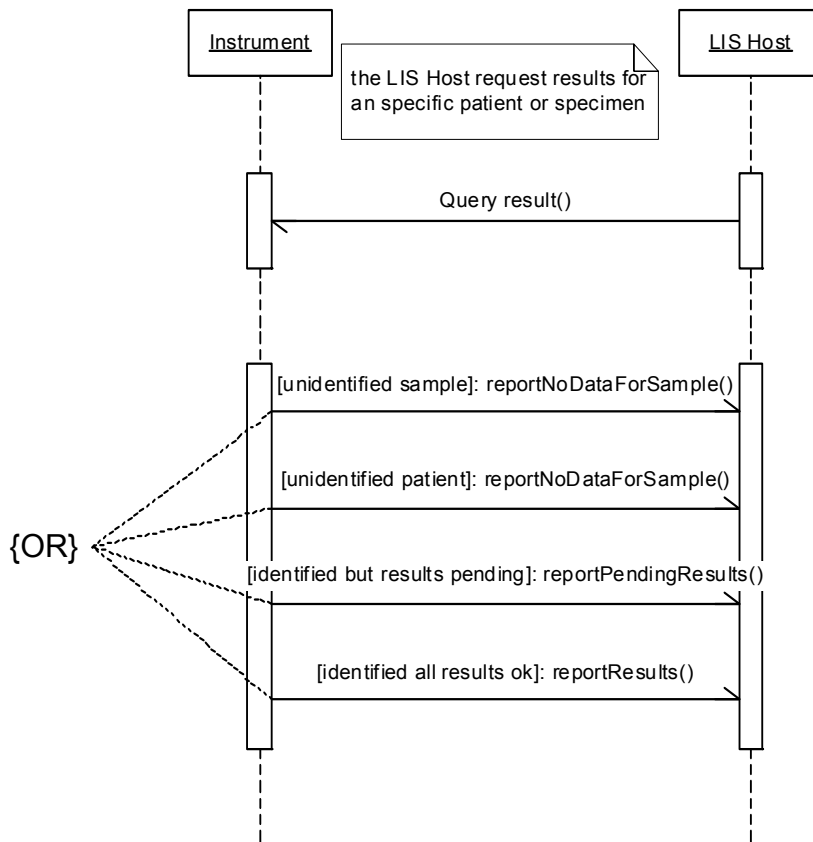 Instrument
LIS Host
the LIS Host request results for
an specific patient or specimen
Query result()
[unidentified sample]: reportNoDataForSample()
[unidentified patient]: reportNoDataForSample()
{OR}
[identified but results pending]: reportPendingResults()
[identified all results ok]: reportResults()